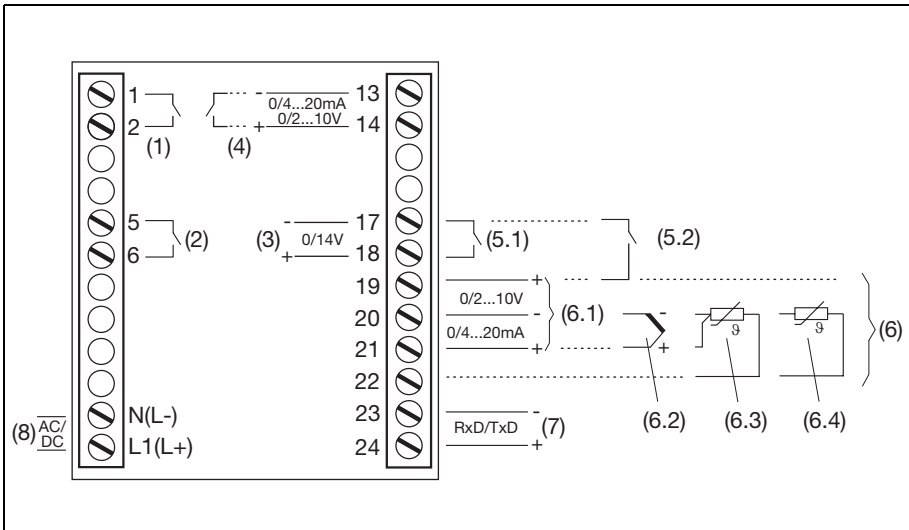 1 - 0/4...20mA 13
2 + 0/2...10V 14
(1) (4)
5 - 17
(2) (3) 0/14V (5.1) (5.2)
6 + 18
19 +
0/2...10V
20 - (6.1) - ϑ ϑ (6)
0/4...20mA
21 + +
22
N(L-) 23 -
(8) AC/DC RxD/TxD (7) (6.2) (6.3) (6.4)
L1(L+) 24 +